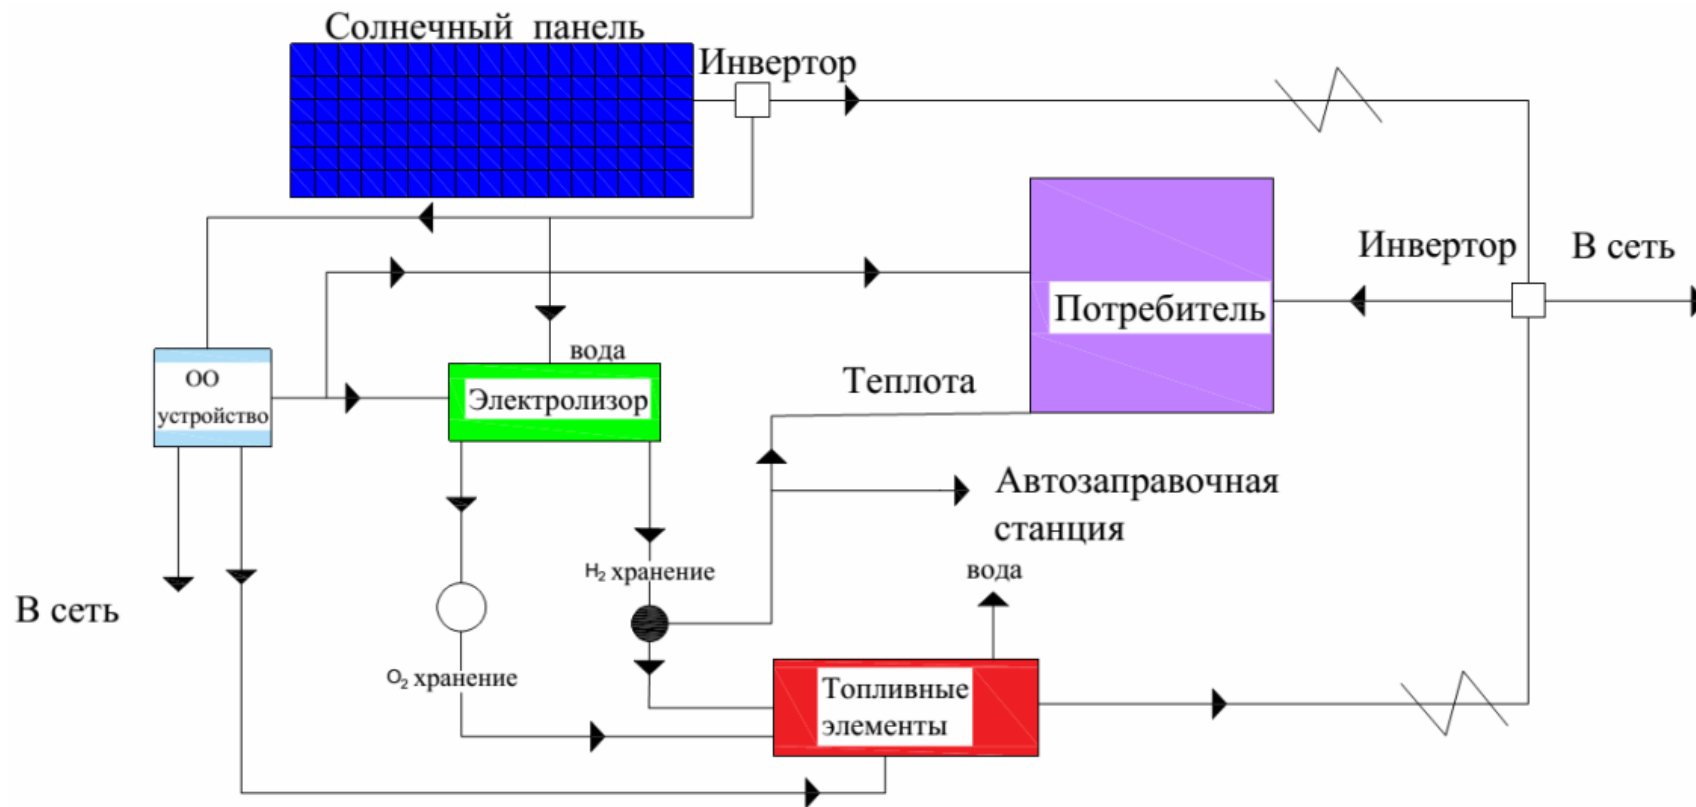 Солнечный панель
Инвертор
Инвертор
В сеть
Потребитель
вода
ОО
устройство
Электролизор
Теплота
Автозаправочная
станция
H₂ хранение
вода
В сеть
O₂ хранение
Топливные
элементы